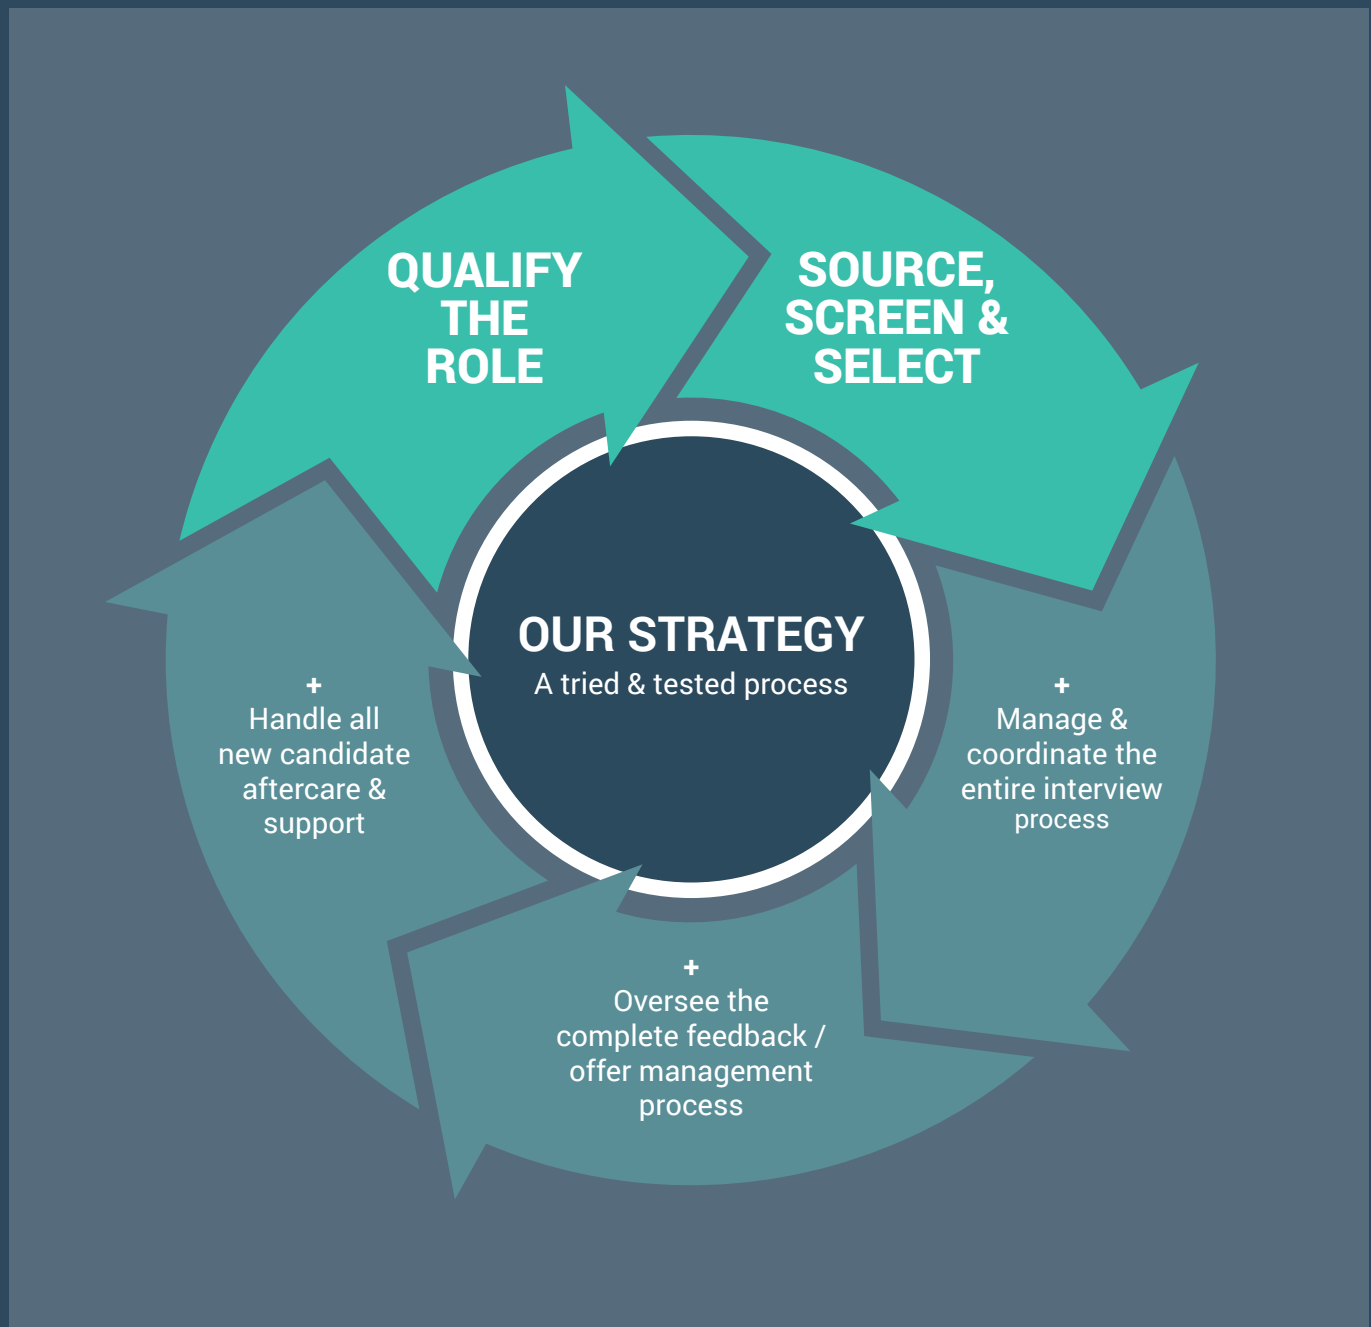 QUALIFY
THE
ROLE
SOURCE,
SCREEN &
SELECT
OUR STRATEGY
A tried & tested process
+
Handle all
new candidate
aftercare &
support
+
Manage &
coordinate the
entire interview
process
+
Oversee the
complete feedback /
offer management
process